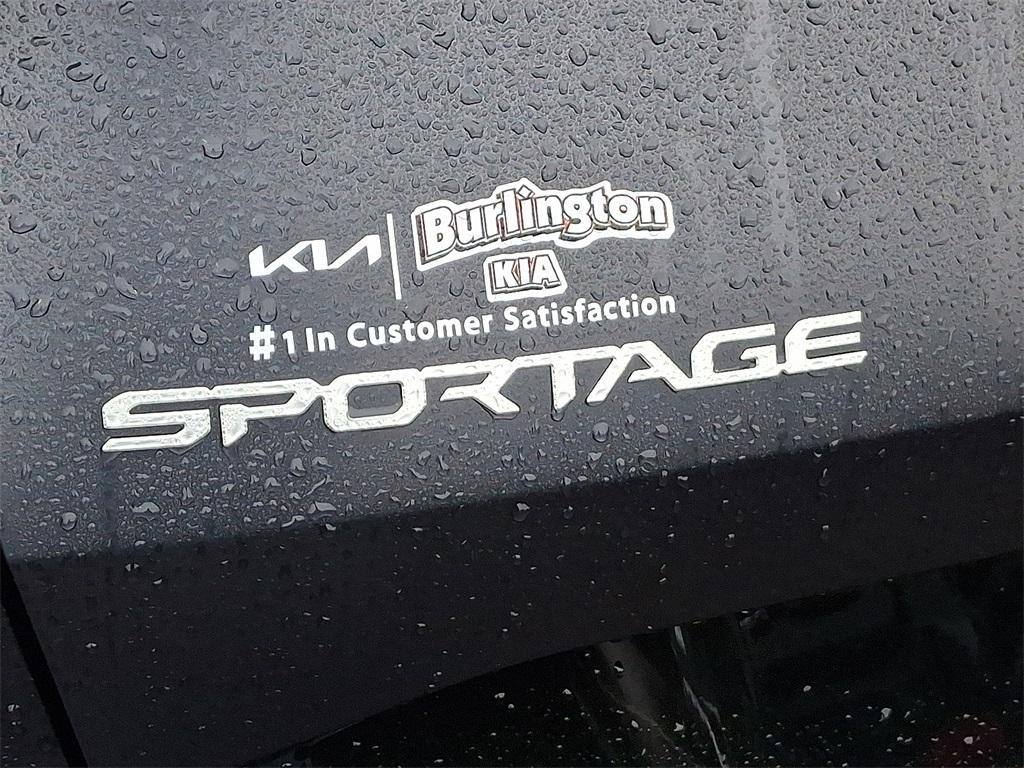 KIA Burlington
KIA
#1 In Customer Satisfaction
SPORTAGE